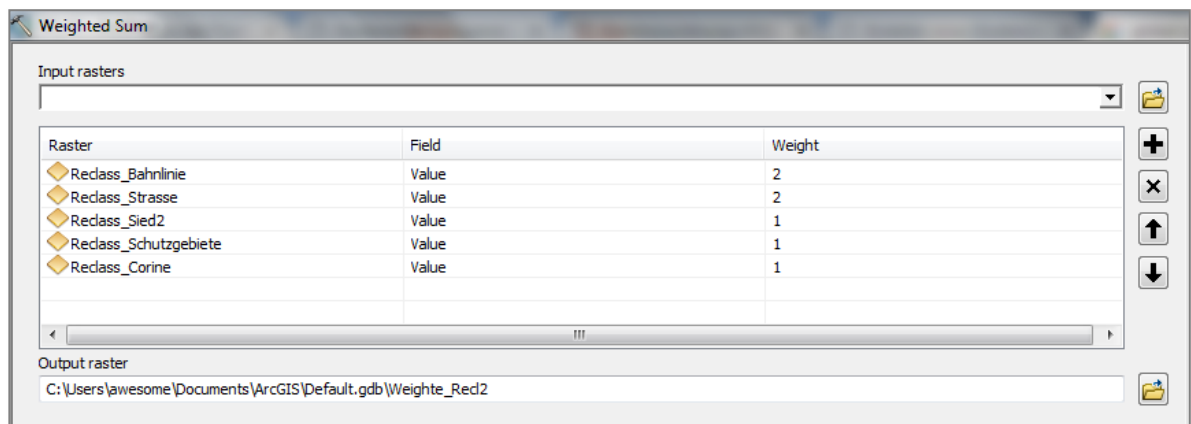 Weighted Sum
Input rasters
Raster Field Weight
Reclass_Bahnlinie Value 2
Reclass_Strasse Value 2
Reclass_Sied2 Value 1
Reclass_Schutzgebiete Value 1
Reclass_Corine Value 1
Output raster
C:\Users\awesome\Documents\ArcGIS\Default.gdb\Weighte_Recl2